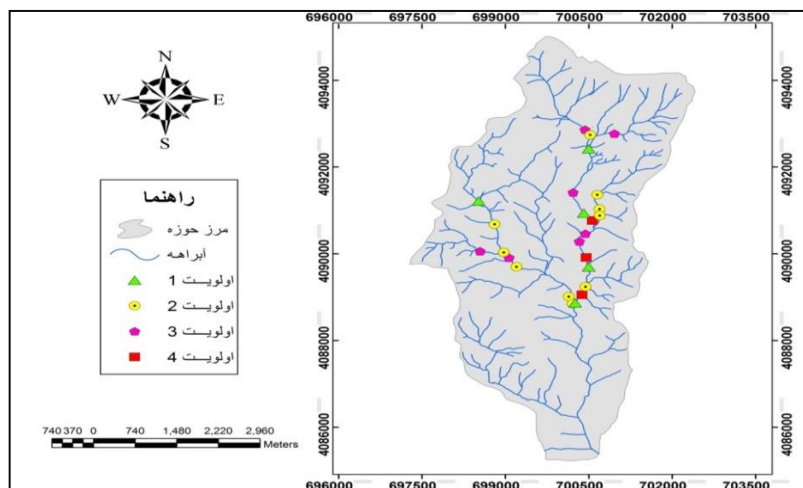 696000 697500 699000 700500 702000 703500
N
W E
S
راهنما
مرز حوزه
آبراهه
اولویت 1
اولویت 2
اولویت 3
اولویت 4
740 370 0 740 1,480 2,220 2,960
Meters
4094000 4094000
4092000 4092000
4090000 4090000
4088000 4088000
4086000 4086000
696000 697500 699000 700500 702000 703500